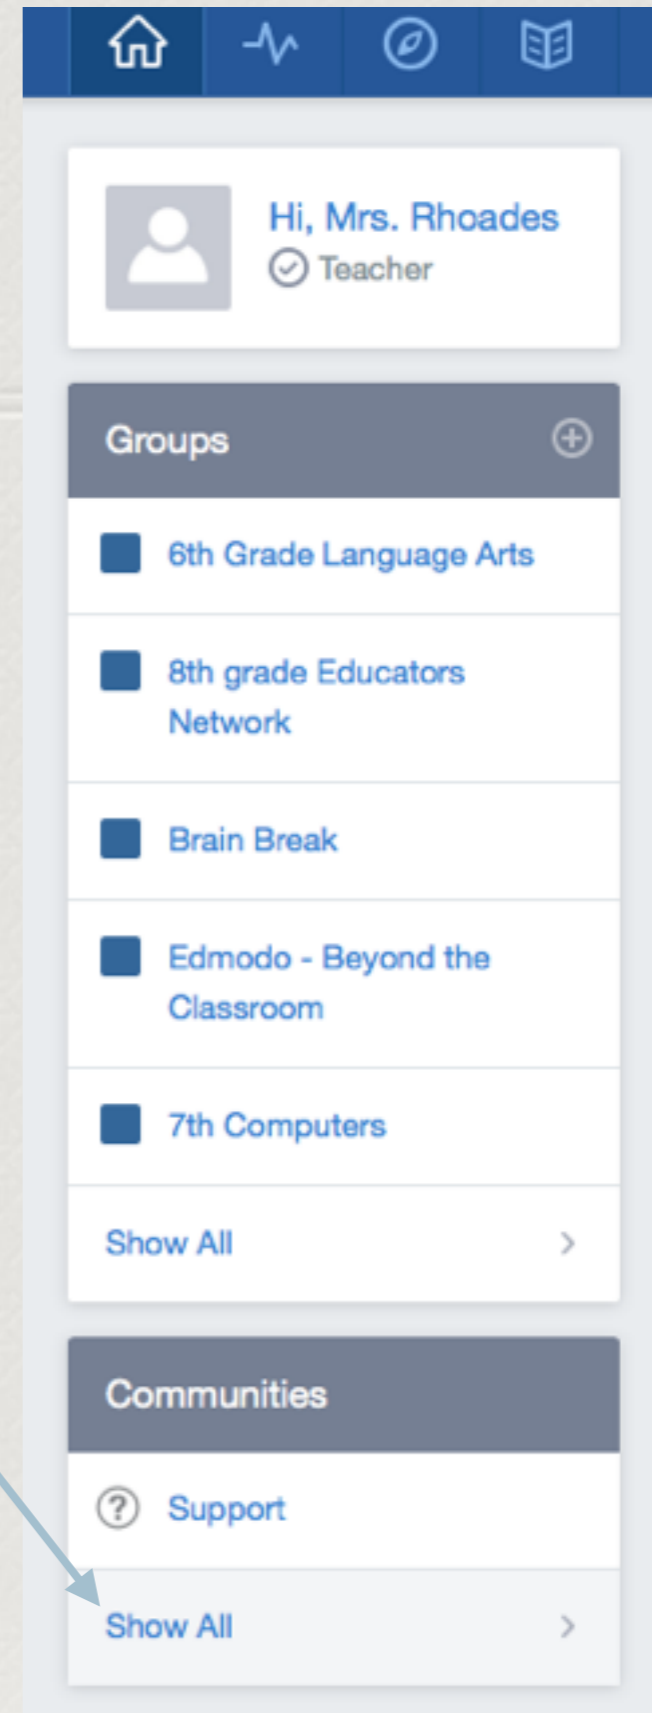 Hi, Mrs. Rhoades
Teacher
Groups
6th Grade Language Arts
8th grade Educators
Network
Brain Break
Edmodo - Beyond the
Classroom
7th Computers
Show All
Communities
Support
Show All